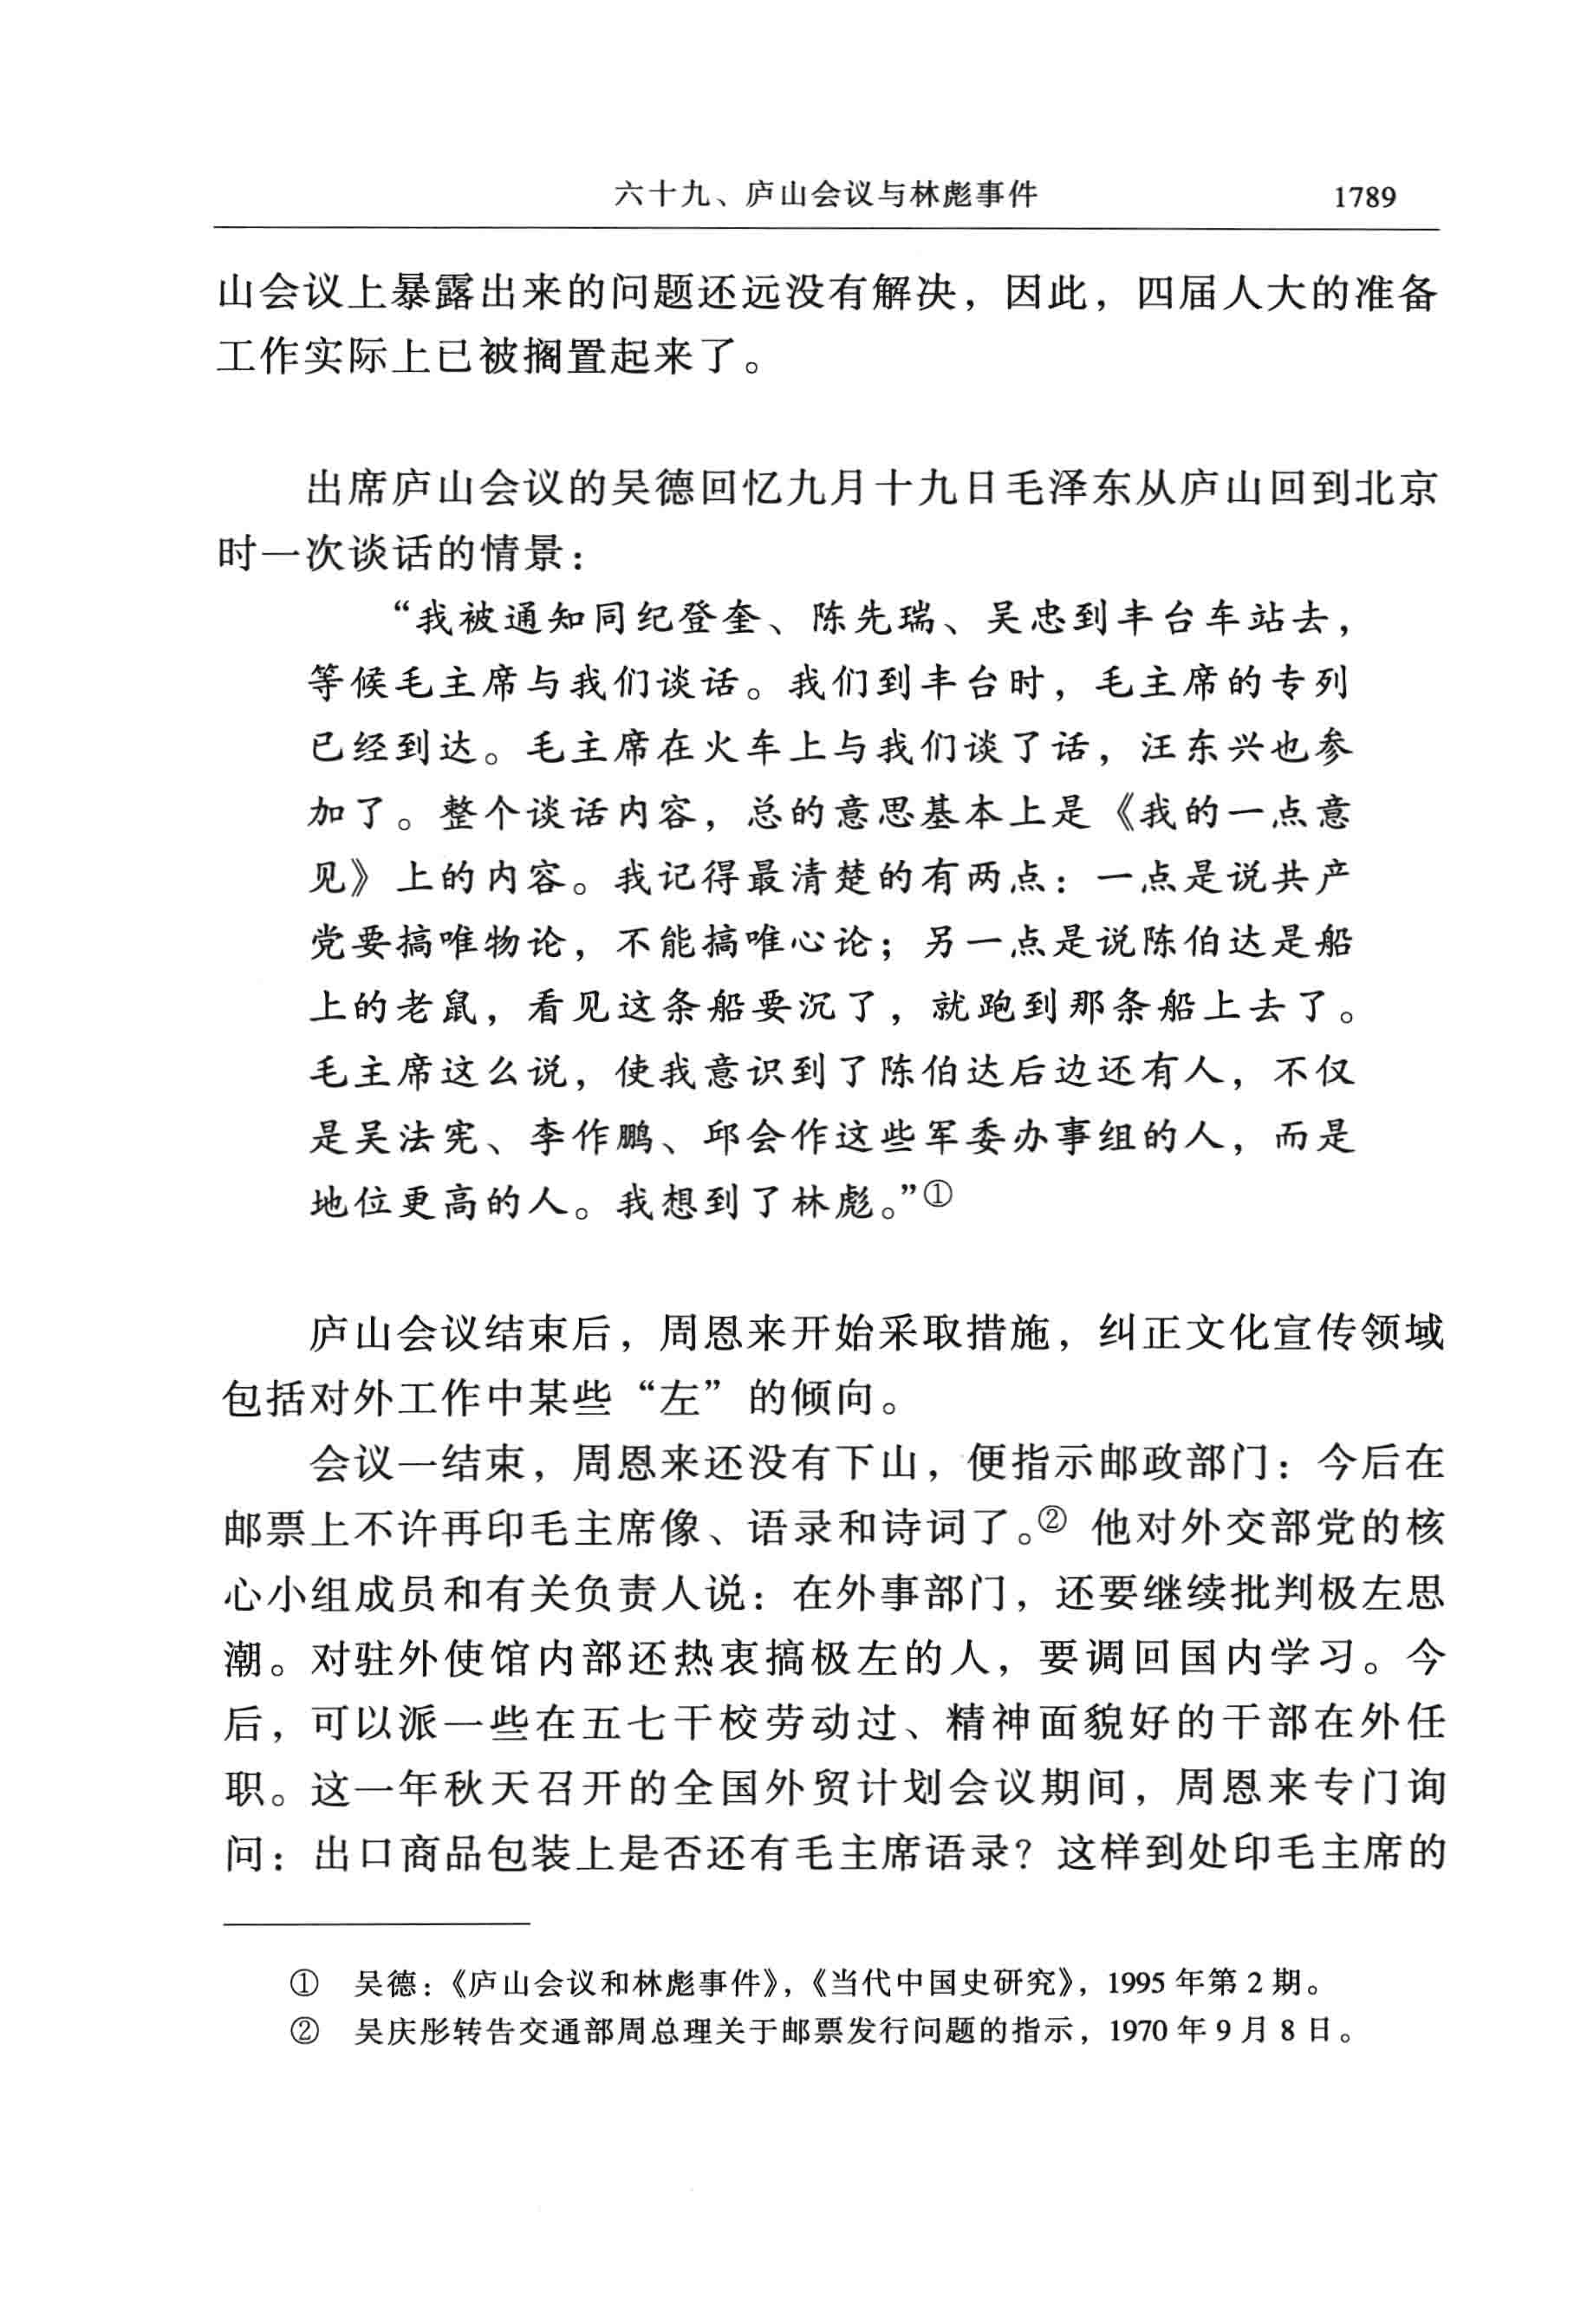 六十九、庐山会议与林彪事件 1789
山会议上暴露出来的问题还远没有解决，因此，四届人大的准备
工作实际上已被搁置起来了。
出席庐山会议的吴德回忆九月十九日毛泽东从庐山回到北京
时一次谈话的情景：
“我被通知同纪登奎、陈先瑞、吴忠到丰台车站去，
等候毛主席与我们谈话。我们到丰台时，毛主席的专列
已经到达。毛主席在火车上与我们谈了话，汪东兴也参
加了。整个谈话内容，总的意思基本上是《我的一点意
见》上的内容。我记得最清楚的有两点：一点是说共产
党要搞唯物论，不能搞唯心论；另一点是说陈伯达是船
上的老鼠，看见这条船要沉了，就跑到那条船上去了。
毛主席这么说，使我意识到了陈伯达后边还有人，不仅
是吴法宪、李作鹏、邱会作这些军委办事组的人，而是
地位更高的人。我想到了林彪。”①
庐山会议结束后，周恩来开始采取措施，纠正文化宣传领域
包括对外工作中某些“左”的倾向。
会议一结束，周恩来还没有下山，便指示邮政部门：今后在
邮票上不许再印毛主席像、语录和诗词了。② 他对外交部党的核
心小组成员和有关负责人说：在外事部门，还要继续批判极左思
潮。对驻外使馆内部还热衷搞极左的人，要调回国内学习。今
后，可以派一些在五七干校劳动过、精神面貌好的干部在外任
职。这一年秋天召开的全国外贸计划会议期间，周恩来专门询
问：出口商品包装上是否还有毛主席语录？这样到处印毛主席的
① 吴德：《庐山会议和林彪事件》，《当代中国史研究》，1995 年第 2 期。
② 吴庆彤转告交通部周总理关于邮票发行问题的指示，1970 年 9 月 8 日。